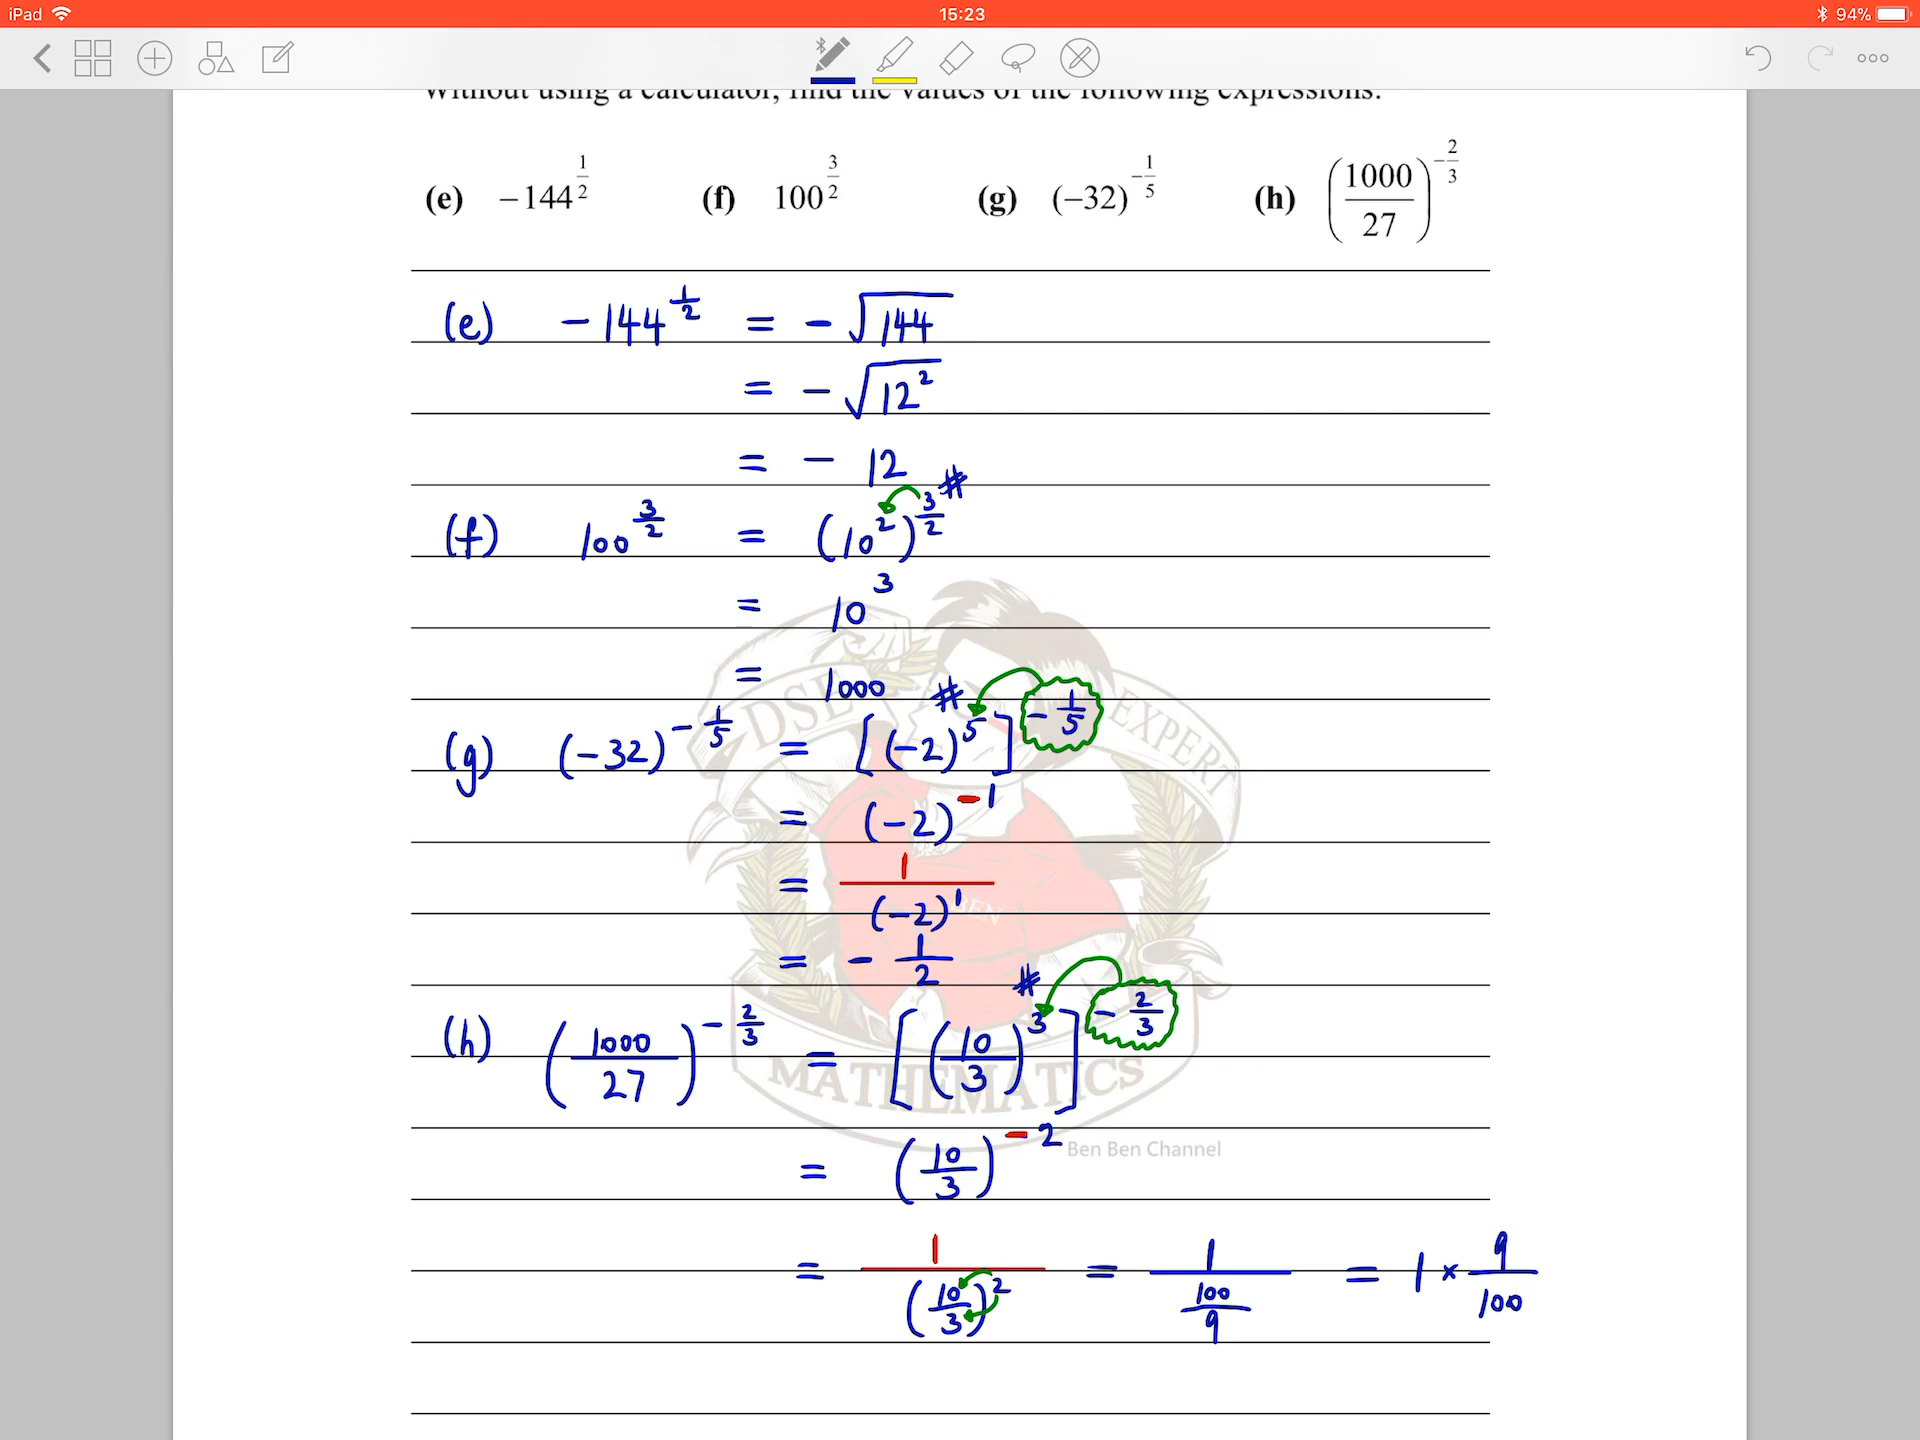 iPad 15:23 94%
Without using a calculator, find the values of the following expressions.
(e) −144^(1/2) (f) 100^(3/2) (g) (−32)^(−1/5) (h) (1000/27)^(−2/3)
(e) −144^(1/2) = −√144
= −√12²
= − 12 #
(f) 100^(3/2) = (10²)^(3/2)
= 10³
= 1000 #
(g) (−32)^(−1/5) = [(−2)⁵]^(−1/5)
= (−2)^(−1)
= 1/(−2)¹
= − 1/2 #
(h) (1000/27)^(−2/3) = [(10/3)³]^(−2/3)
= (10/3)^(−2)
= 1/(10/3)² = 1/(100/9) = 1 × 9/100
DSE EXPERT
BEN
MATHEMATICS
Ben Ben Channel